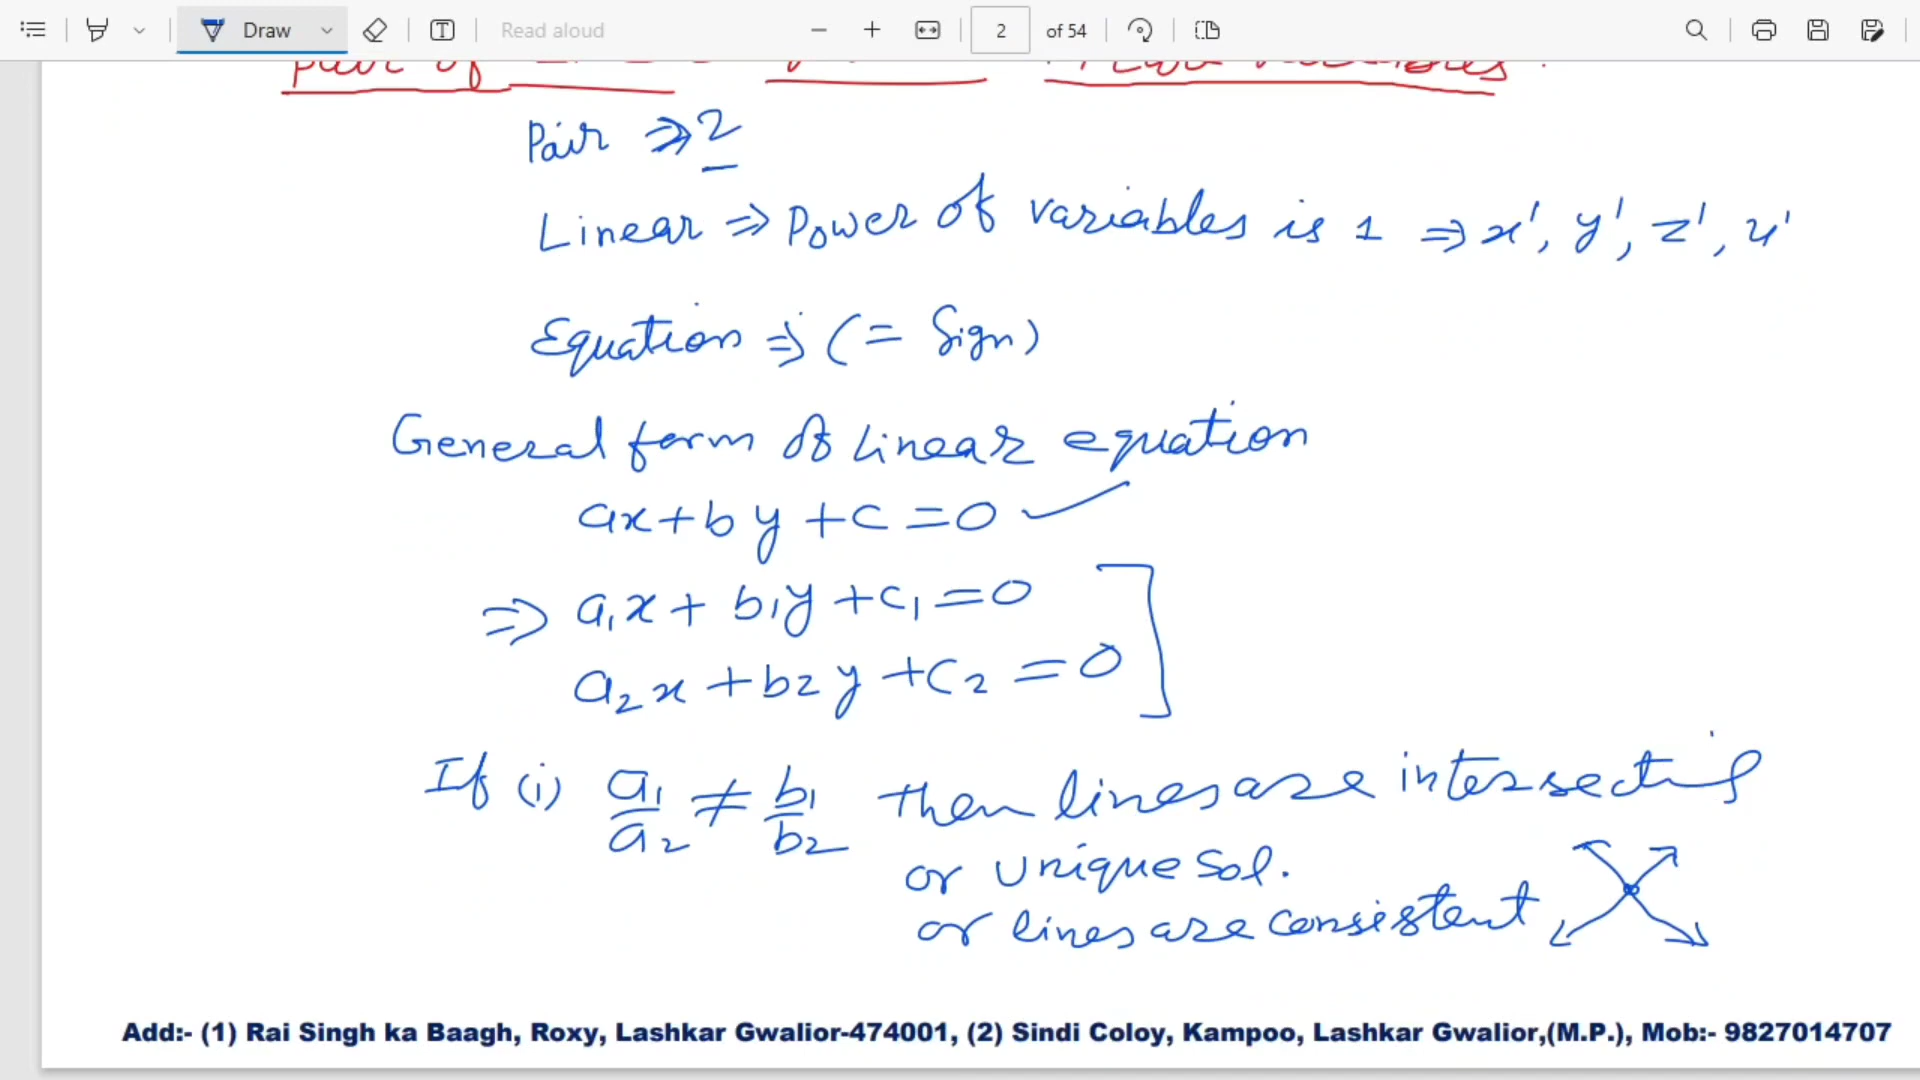 Draw
Read aloud
2 of 54
Pair of
Pair ⇒ 2
Linear ⇒ Power of variables is 1 ⇒ x¹, y¹, z¹, u¹
Equation ⇒ (= Sign)
General form of linear equation
ax + by + c = 0 ✓
⇒ a₁x + b₁y + c₁ = 0
a₂x + b₂y + c₂ = 0
If (i) a₁/a₂ ≠ b₁/b₂ then lines are intersecting
or unique sol.
or lines are consistent
Add:- (1) Rai Singh ka Baagh, Roxy, Lashkar Gwalior-474001, (2) Sindi Coloy, Kampoo, Lashkar Gwalior,(M.P.), Mob:- 9827014707